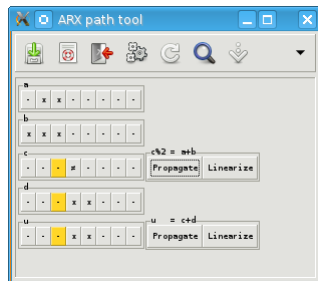 ARX path tool
a
- x x - - - - -
b
x x x - - - - -
c
- - - ≠ - - - -
c%2 = a+b
Propagate Linearize
d
- - - x x - - -
u
- - - x x - - -
u = c+d
Propagate Linearize